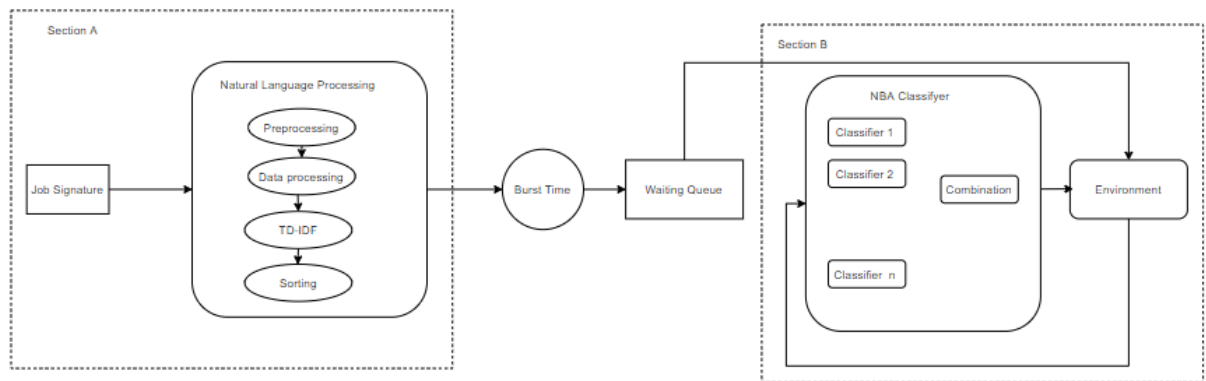 Section A
Natural Language Processing
Preprocessing
Job Signature
Data processing
TD-IDF
Sorting
Burst Time
Waiting Queue
Section B
NBA Classifyer
Classifier 1
Classifier 2
Combination
Classifier n
Environment